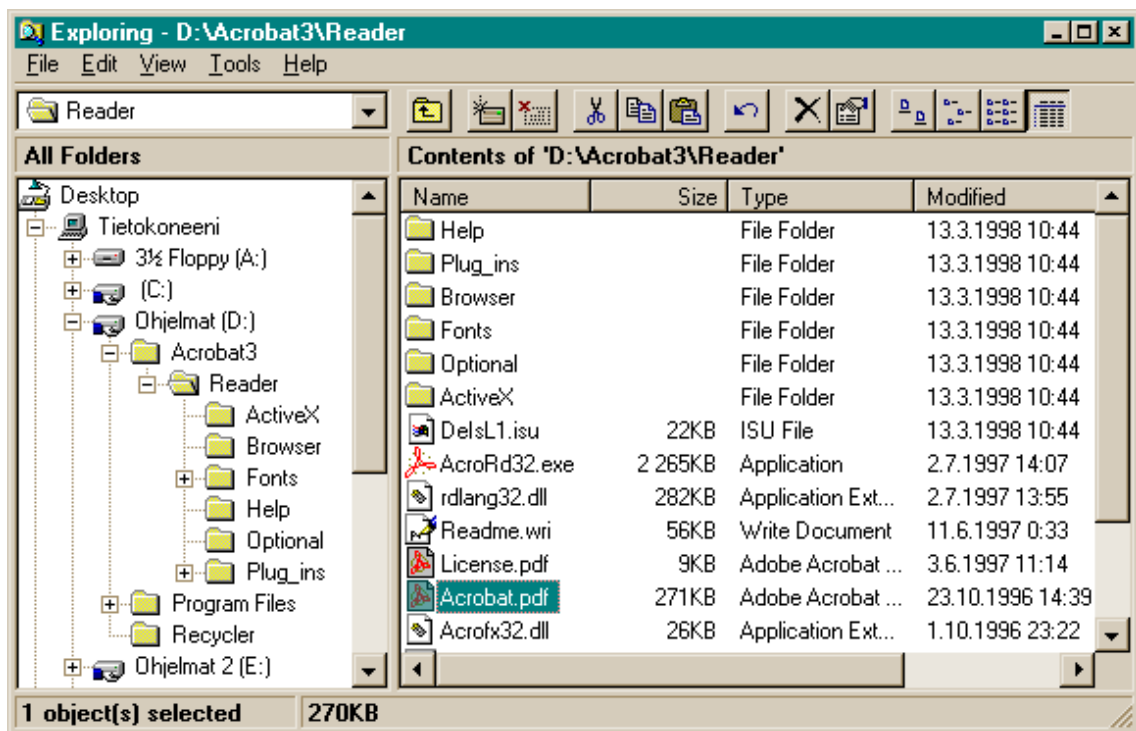 Exploring - D:\Acrobat3\Reader
File Edit View Tools Help
Reader
All Folders
Contents of 'D:\Acrobat3\Reader'
Desktop
Tietokoneeni
3½ Floppy (A:)
(C:)
Ohjelmat (D:)
Acrobat3
Reader
ActiveX
Browser
Fonts
Help
Optional
Plug_ins
Program Files
Recycler
Ohjelmat 2 (E:)
Name Size Type Modified
Help File Folder 13.3.1998 10:44
Plug_ins File Folder 13.3.1998 10:44
Browser File Folder 13.3.1998 10:44
Fonts File Folder 13.3.1998 10:44
Optional File Folder 13.3.1998 10:44
ActiveX File Folder 13.3.1998 10:44
DelsL1.isu 22KB ISU File 13.3.1998 10:44
AcroRd32.exe 2 265KB Application 2.7.1997 14:07
rdlang32.dll 282KB Application Ext... 2.7.1997 13:55
Readme.wri 56KB Write Document 11.6.1997 0:33
License.pdf 9KB Adobe Acrobat ... 3.6.1997 11:14
Acrobat.pdf 271KB Adobe Acrobat ... 23.10.1996 14:39
Acrofx32.dll 26KB Application Ext... 1.10.1996 23:22
1 object(s) selected 270KB